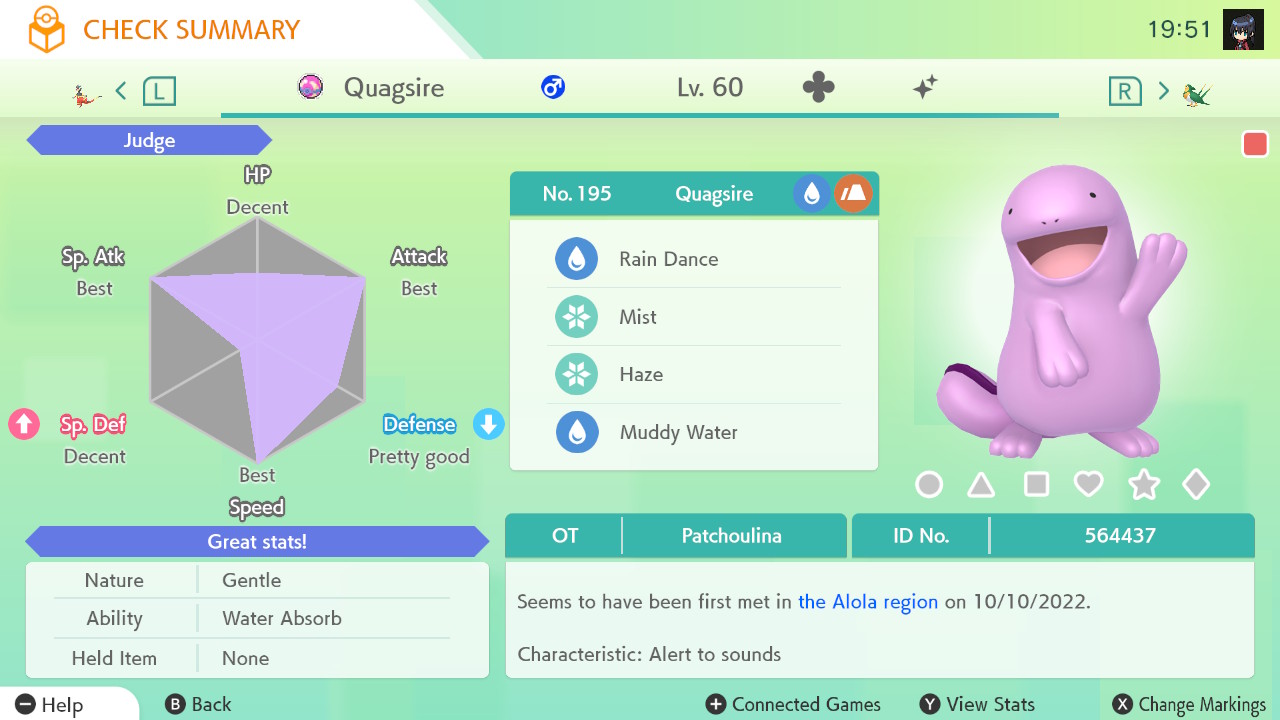 CHECK SUMMARY
19:51
L
Quagsire
Lv. 60
R
Judge
HP
Decent
Sp. Atk
Best
Attack
Best
Sp. Def
Decent
Defense
Pretty good
Best
Speed
Great stats!
Nature Gentle
Ability Water Absorb
Held Item None
No. 195 Quagsire
Rain Dance
Mist
Haze
Muddy Water
OT Patchoulina ID No. 564437
Seems to have been first met in the Alola region on 10/10/2022.
Characteristic: Alert to sounds
Help
B Back
Connected Games
Y View Stats
X Change Markings